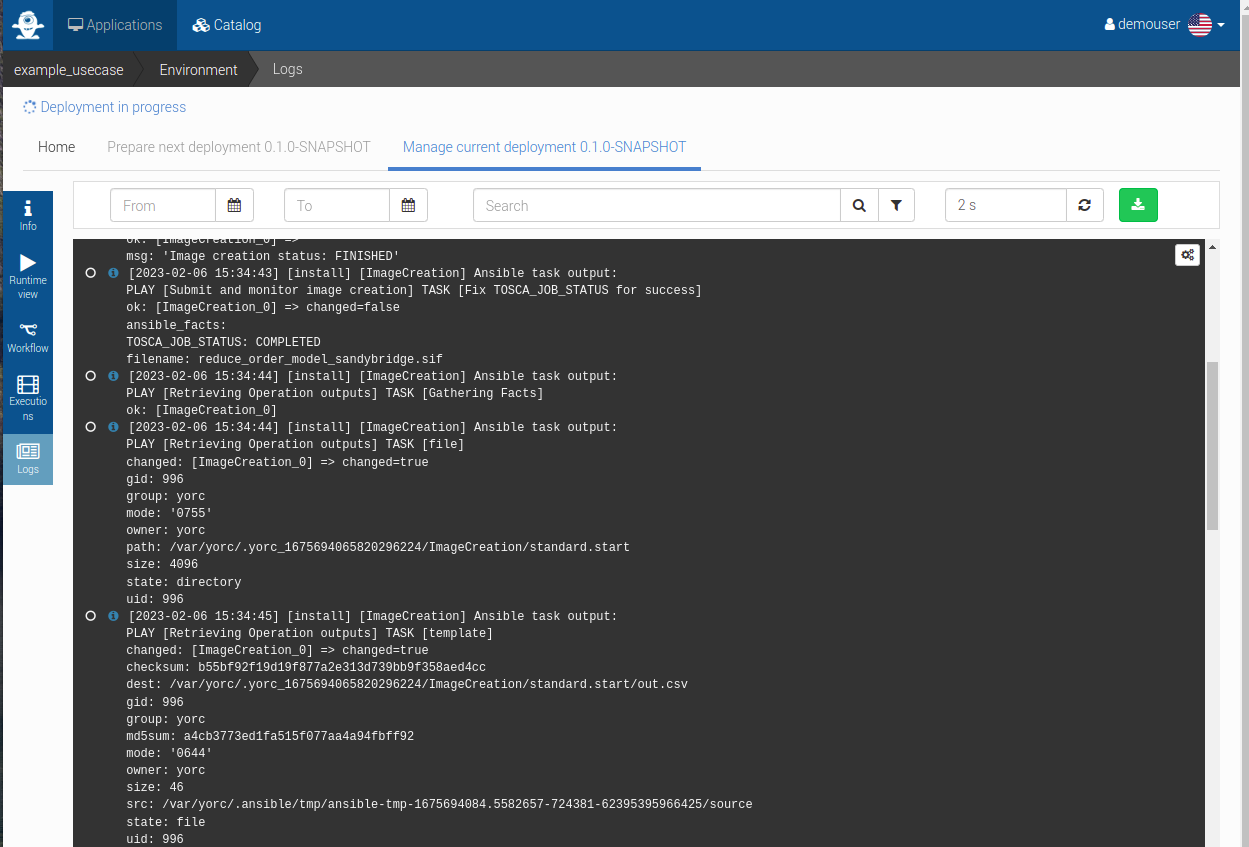 Applications
Catalog
demouser
example_usecase
Environment
Logs
Deployment in progress
Home
Prepare next deployment 0.1.0-SNAPSHOT
Manage current deployment 0.1.0-SNAPSHOT
From
To
Search
2 s
Info
Runtime
view
Workflow
Executio
ns
Logs
ok: [ImageCreation_0] =>
msg: 'Image creation status: FINISHED'
[2023-02-06 15:34:43] [install] [ImageCreation] Ansible task output:
PLAY [Submit and monitor image creation] TASK [Fix TOSCA_JOB_STATUS for success]
ok: [ImageCreation_0] => changed=false
ansible_facts:
TOSCA_JOB_STATUS: COMPLETED
filename: reduce_order_model_sandybridge.sif
[2023-02-06 15:34:44] [install] [ImageCreation] Ansible task output:
PLAY [Retrieving Operation outputs] TASK [Gathering Facts]
ok: [ImageCreation_0]
[2023-02-06 15:34:44] [install] [ImageCreation] Ansible task output:
PLAY [Retrieving Operation outputs] TASK [file]
changed: [ImageCreation_0] => changed=true
gid: 996
group: yorc
mode: '0755'
owner: yorc
path: /var/yorc/.yorc_1675694065820296224/ImageCreation/standard.start
size: 4096
state: directory
uid: 996
[2023-02-06 15:34:45] [install] [ImageCreation] Ansible task output:
PLAY [Retrieving Operation outputs] TASK [template]
changed: [ImageCreation_0] => changed=true
checksum: b55bf92f19d19f877a2e313d739bb9f358aed4cc
dest: /var/yorc/.yorc_1675694065820296224/ImageCreation/standard.start/out.csv
gid: 996
group: yorc
md5sum: a4cb3773ed1fa515f077aa4a94fbff92
mode: '0644'
owner: yorc
size: 46
src: /var/yorc/.ansible/tmp/ansible-tmp-1675694084.5582657-724381-62395395966425/source
state: file
uid: 996